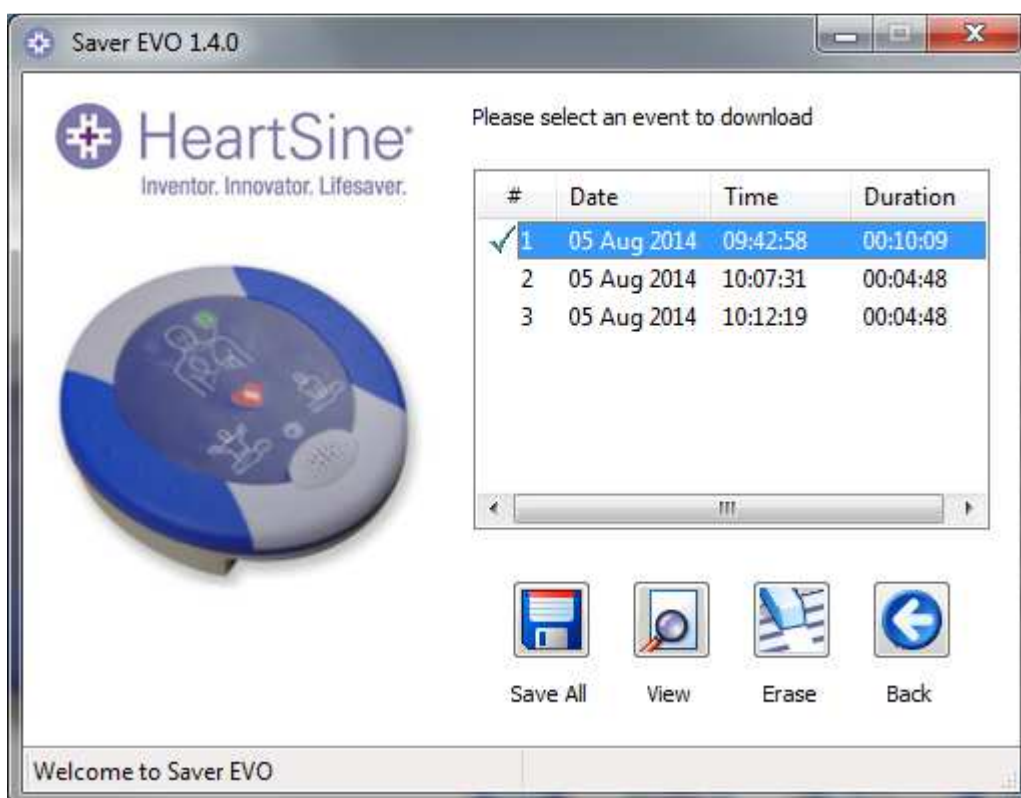 Saver EVO 1.4.0
HeartSine®
Inventor. Innovator. Lifesaver.
Please select an event to download
# Date Time Duration
1 05 Aug 2014 09:42:58 00:10:09
2 05 Aug 2014 10:07:31 00:04:48
3 05 Aug 2014 10:12:19 00:04:48
Save All View Erase Back
Welcome to Saver EVO